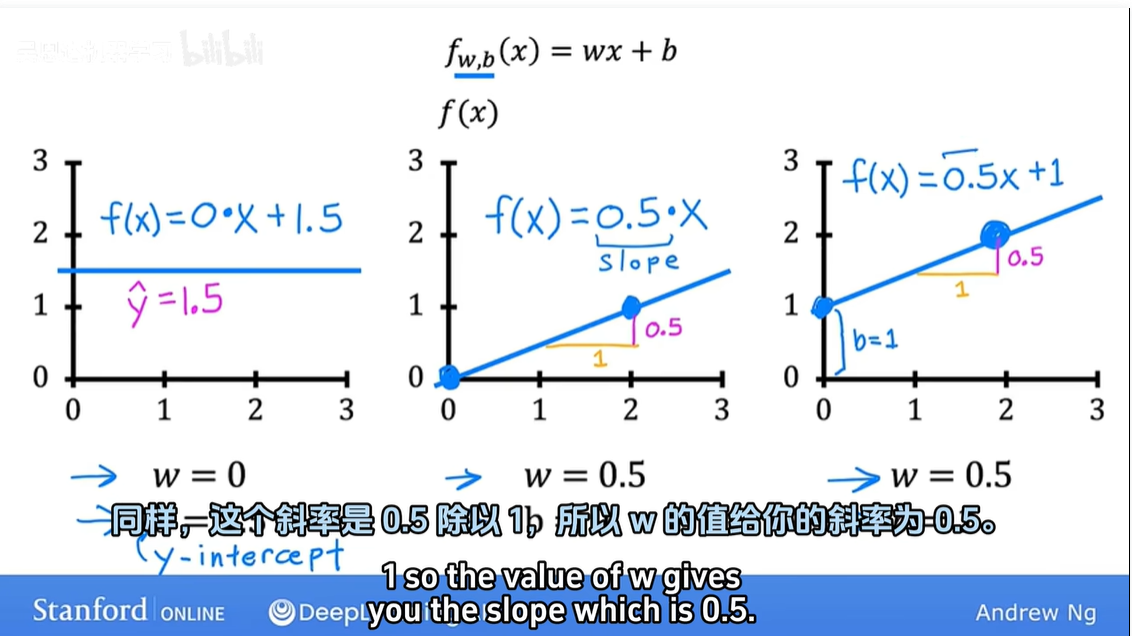 bilibili
f_{w,b}(x) = wx + b
f(x)
3
2
1
0
0 1 2 3
f(x)=0•x+1.5
ŷ=1.5
w = 0
(y-intercept
3
2
1
0
0 1 2 3
f(x)=0.5•x
slope
0.5
1
w = 0.5
3
2
1
0
0 1 2 3
f(x)=0.5x+1
0.5
1
b=1
w = 0.5
同样，这个斜率是 0.5 除以 1，所以 w 的值给你的斜率为 0.5。
1 so the value of w gives
you the slope which is 0.5.
Stanford ONLINE
Andrew Ng